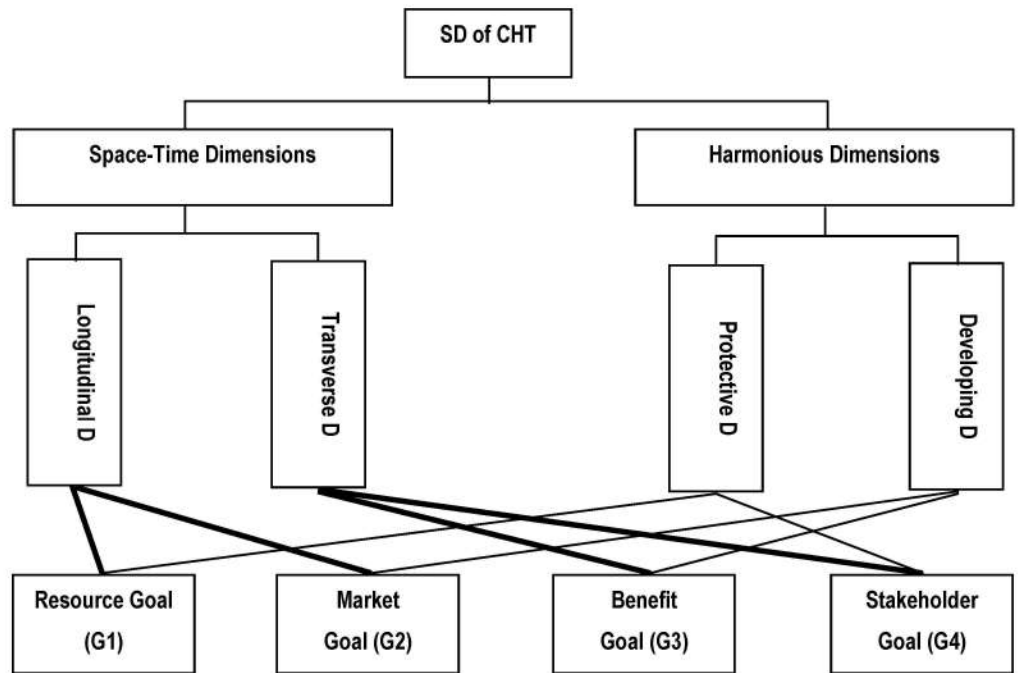 SD of CHT
Space-Time Dimensions
Harmonious Dimensions
Longitudinal D
Transverse D
Protective D
Developing D
Resource Goal
(G1)
Market
Goal (G2)
Benefit
Goal (G3)
Stakeholder
Goal (G4)